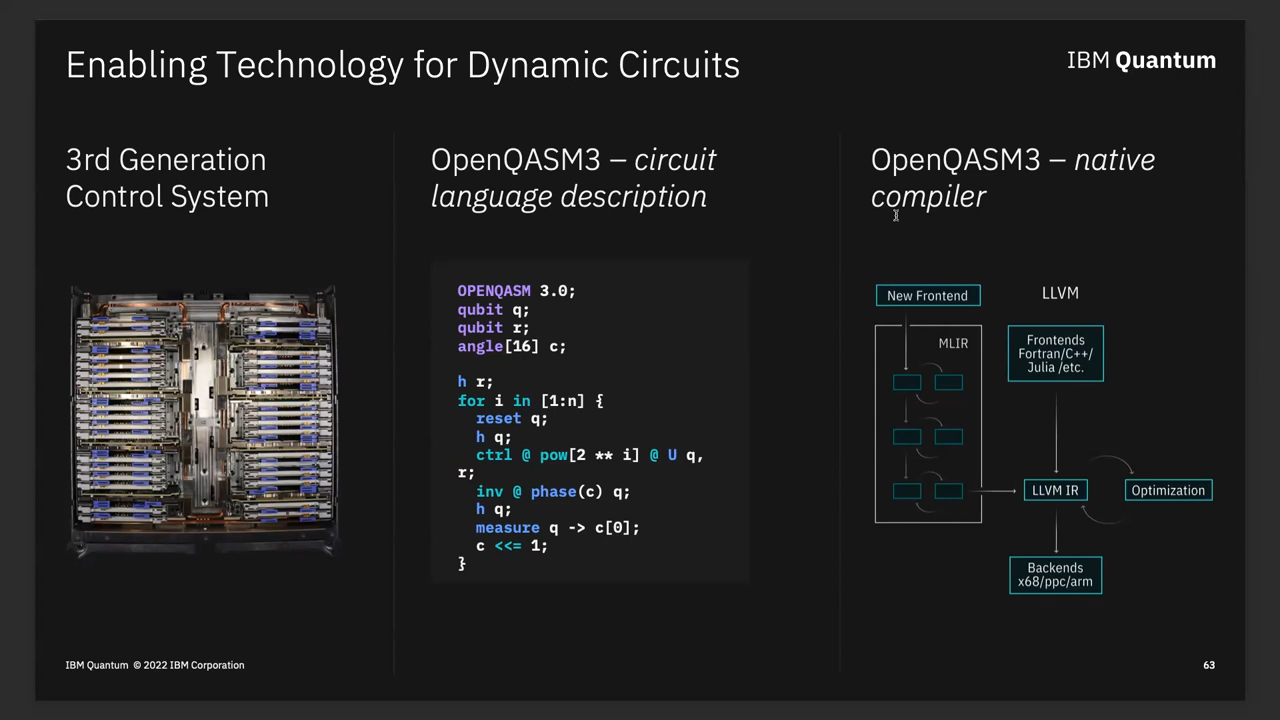 Enabling Technology for Dynamic Circuits
IBM Quantum
3rd Generation
Control System
OpenQASM3 – circuit
language description
OPENQASM 3.0;
qubit q;
qubit r;
angle[16] c;
h r;
for i in [1:n] {
reset q;
h q;
ctrl @ pow[2 ** i] @ U q,
r;
inv @ phase(c) q;
h q;
measure q -> c[0];
c <<= 1;
}
OpenQASM3 – native
compiler
New Frontend
LLVM
MLIR
Frontends
Fortran/C++/
Julia /etc.
LLVM IR
Optimization
Backends
x68/ppc/arm
IBM Quantum © 2022 IBM Corporation
63